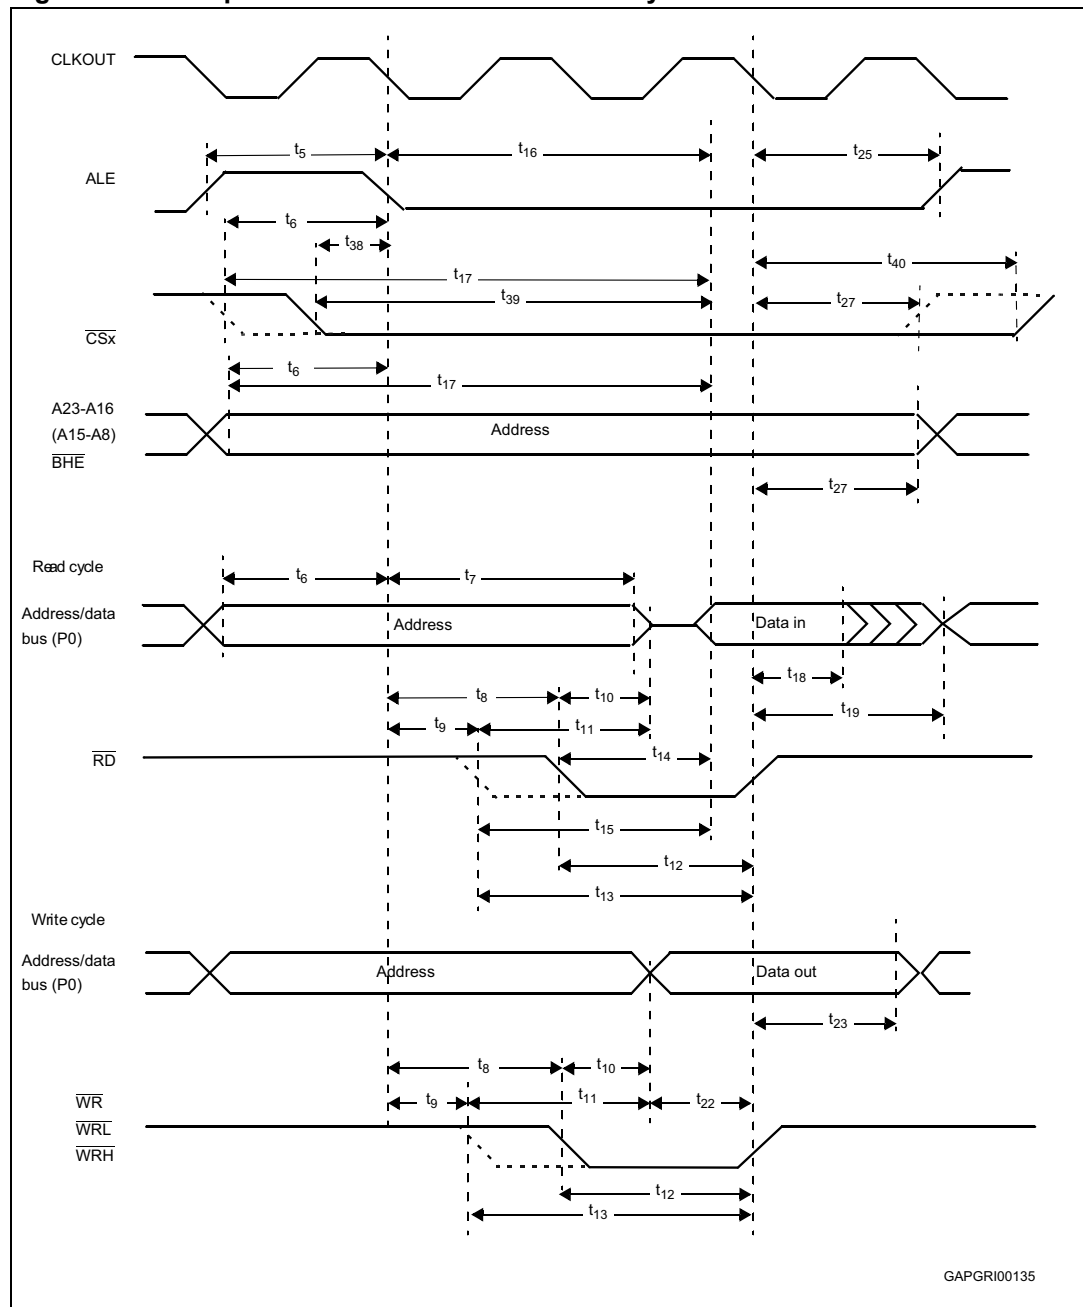 CLKOUT
t5
t16
t25
ALE
t6
t38
t40
t17
t39
t27
CSx
t6
t17
A23-A16
(A15-A8)
BHE
Address
t27
Read cycle
t6
t7
Address/data
bus (P0)
Address
Data in
t18
t8
t10
t19
t9
t11
RD
t14
t15
t12
t13
Write cycle
Address/data
bus (P0)
Address
Data out
t23
t8
t10
WR
t9
t11
t22
WRL
WRH
t12
t13
GAPGRI00135